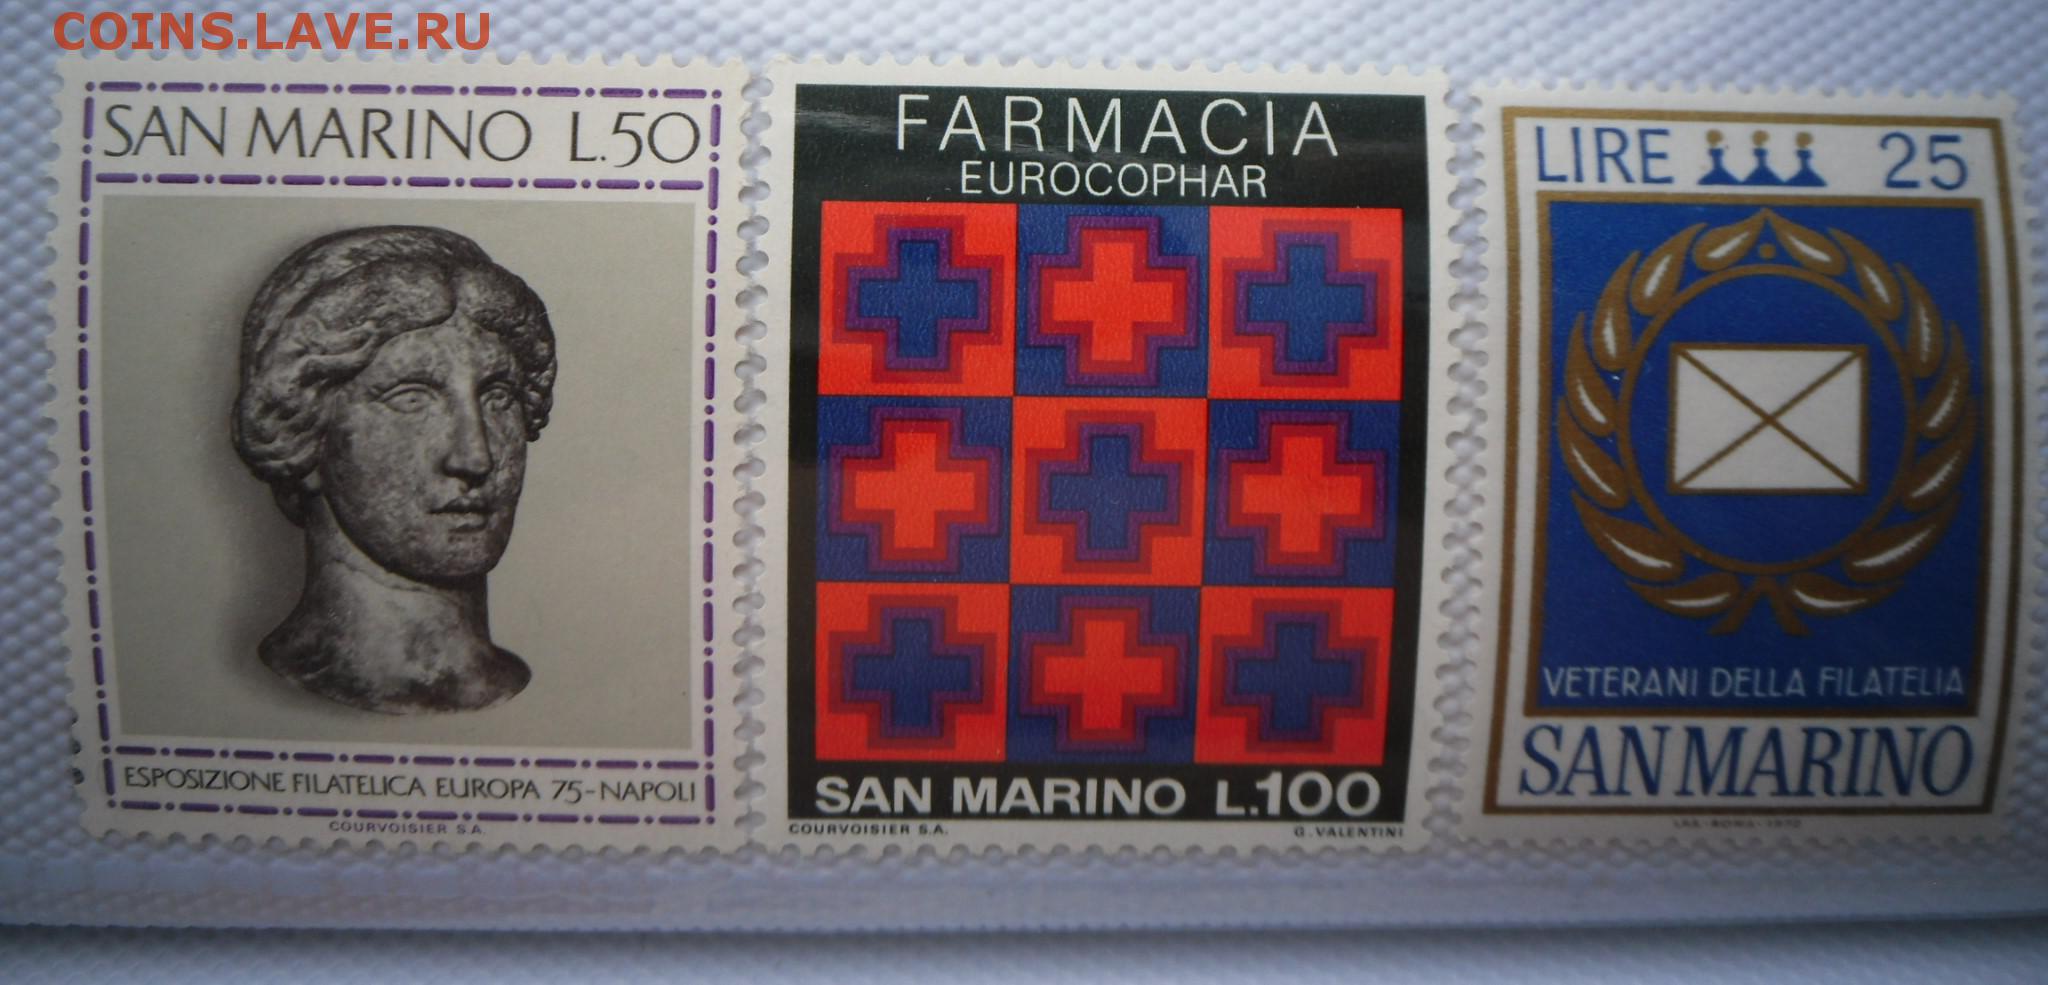 COINS.LAVE.RU
SAN MARINO L.50
ESPOSIZIONE FILATELICA EUROPA 75-NAPOLI
COURVOISIER S.A.
FARMACIA
EUROCOPHAR
SAN MARINO L.100
COURVOISIER S.A. G. VALENTINI
LIRE 25
VETERANI DELLA FILATELIA
SAN MARINO